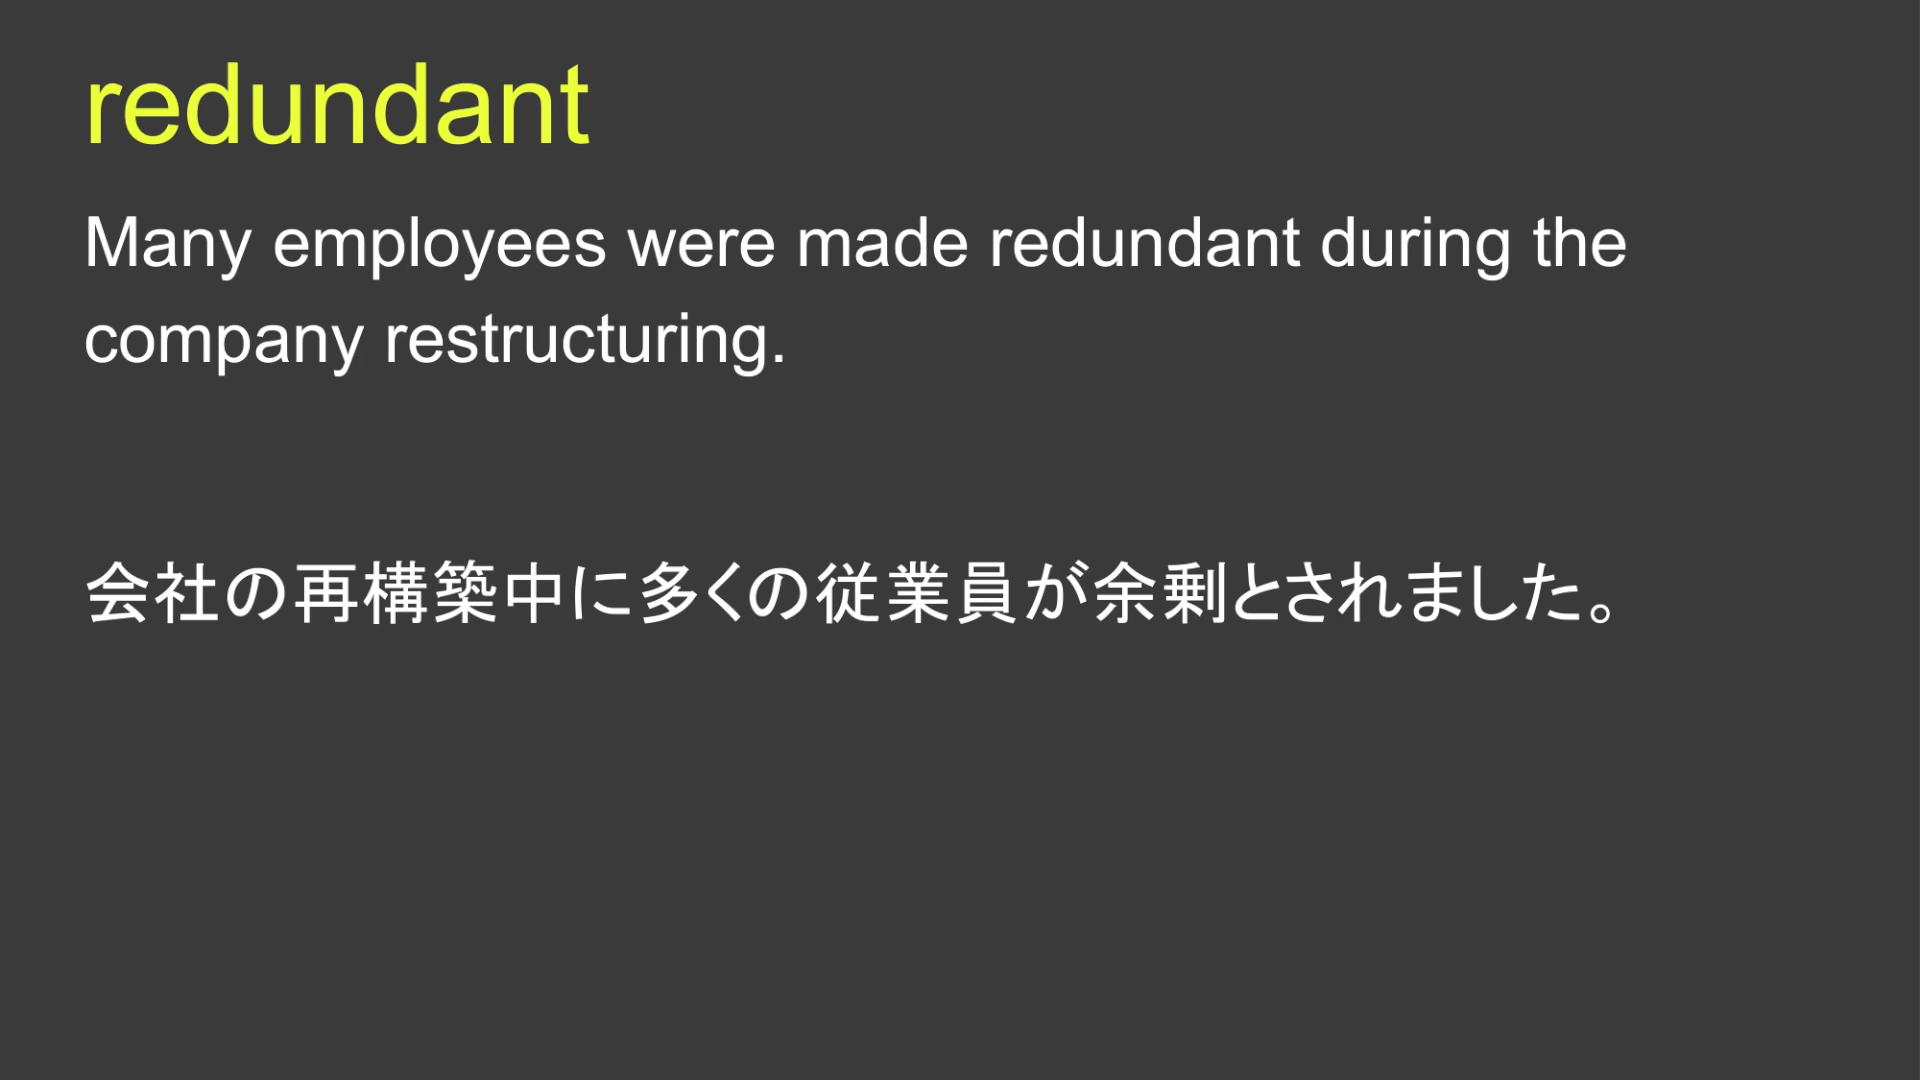 redundant
Many employees were made redundant during the
company restructuring.
会社の再構築中に多くの従業員が余剰とされました。